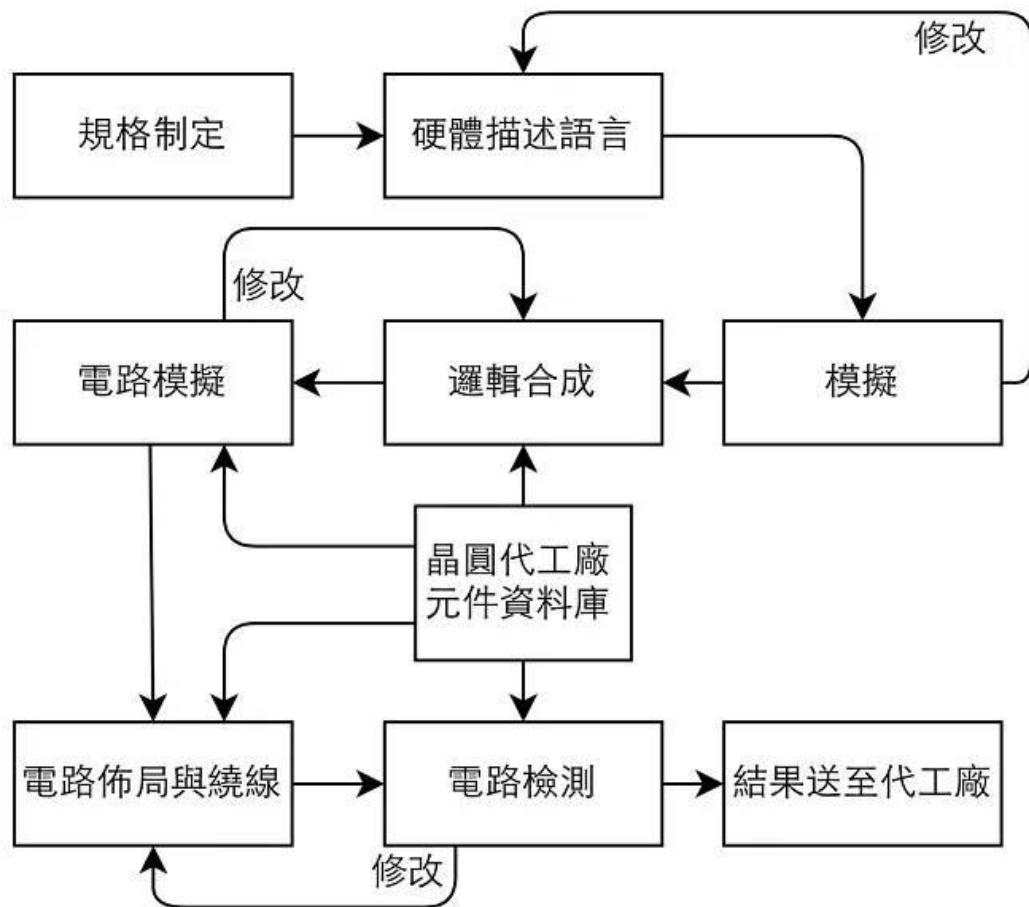 修改
規格制定
硬體描述語言
修改
電路模擬
邏輯合成
模擬
晶圓代工廠
元件資料庫
電路佈局與繞線
電路檢測
結果送至代工廠
修改